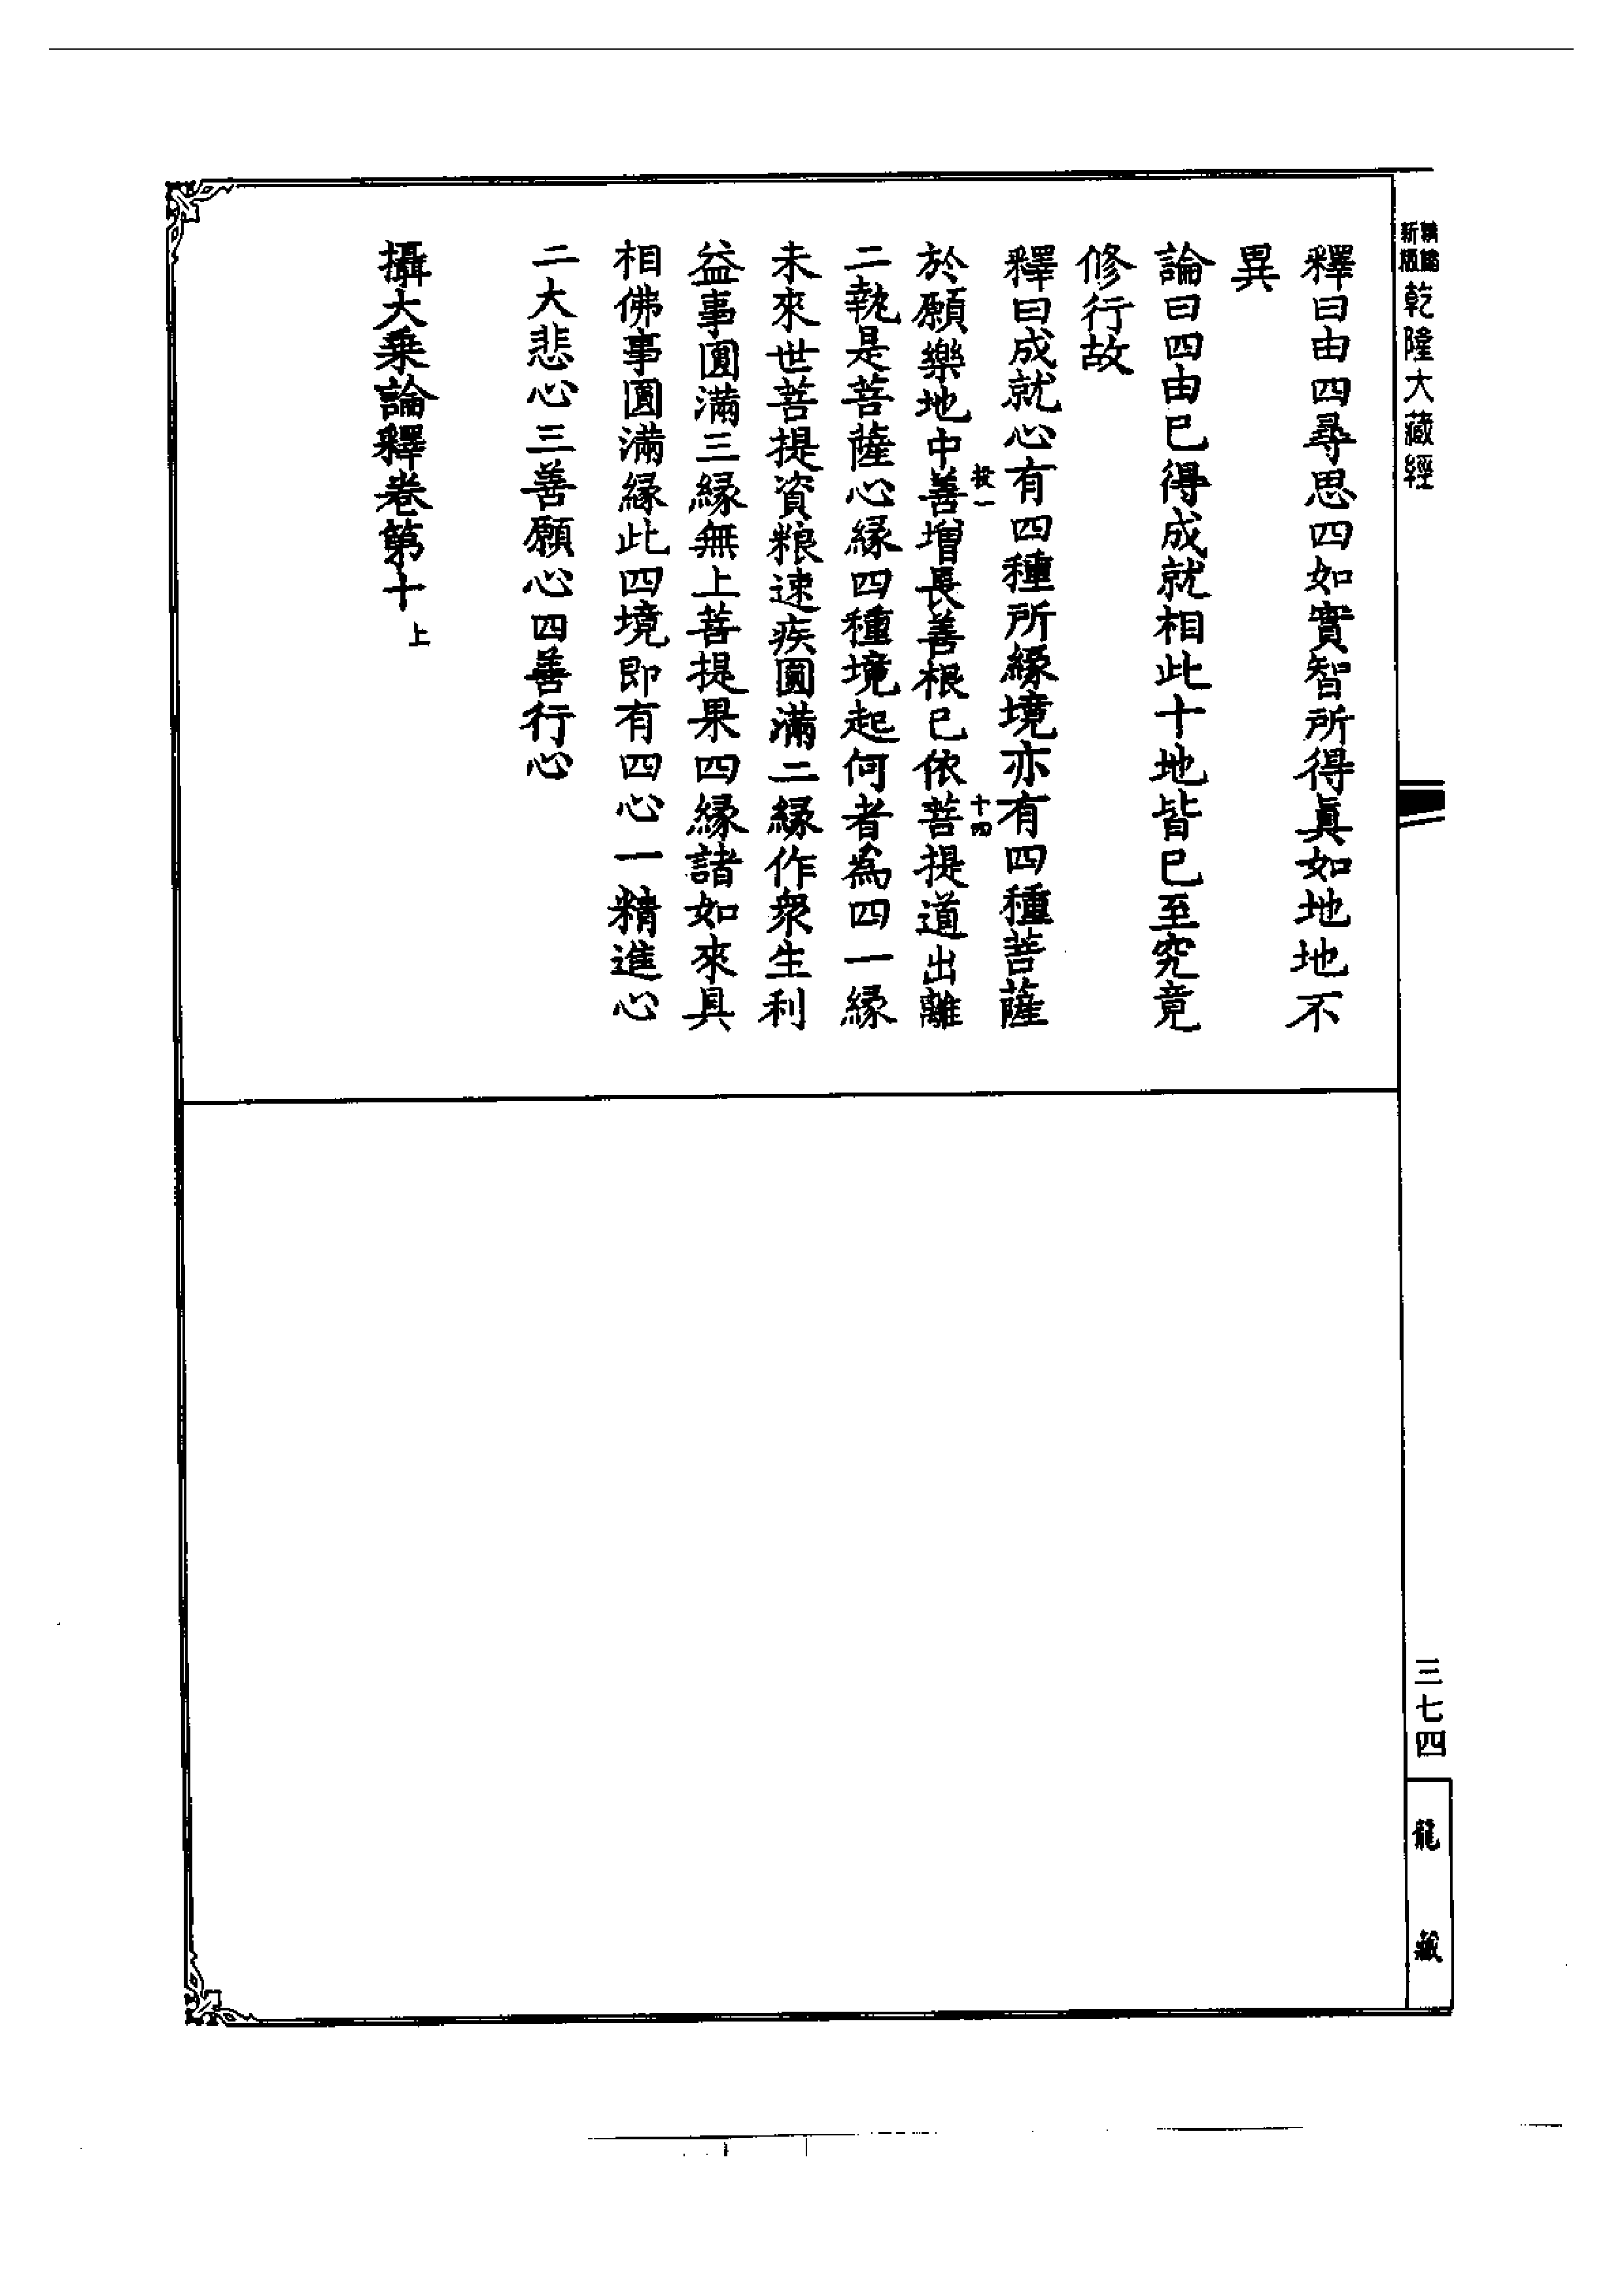 新版精編乾隆大藏經
三七四
龍藏
釋曰由四尋思四如實智所得眞如地地不
異
論曰四由已得成就相此十地皆已至究竟
修行故
釋曰成就心有四種所緣境亦有四種菩薩
於願樂地中善增長善根已依菩提道出離
投一
十四
二執是菩薩心緣四種境起何者爲四一緣
未來世菩提資粮速疾圓滿二緣作衆生利
益事圓滿三緣無上菩提果四緣諸如來具
相佛事圓滿緣此四境即有四心一精進心
二大悲心三善願心四善行心
攝大乗論釋卷第十上